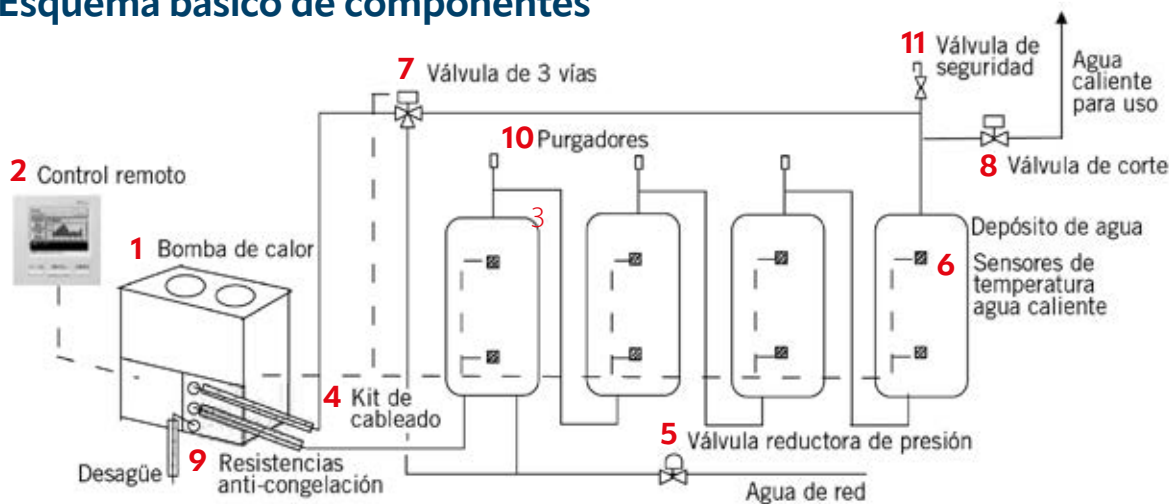 Esquema básico de componentes
11 Válvula de
seguridad
Agua
caliente
para uso
7 Válvula de 3 vías
10 Purgadores
8 Válvula de corte
2 Control remoto
3
1 Bomba de calor
Depósito de agua
6 Sensores de
temperatura
agua caliente
4 Kit de
cableado
5 Válvula reductora de presión
9 Resistencias
anti-congelación
Desagüe
Agua de red